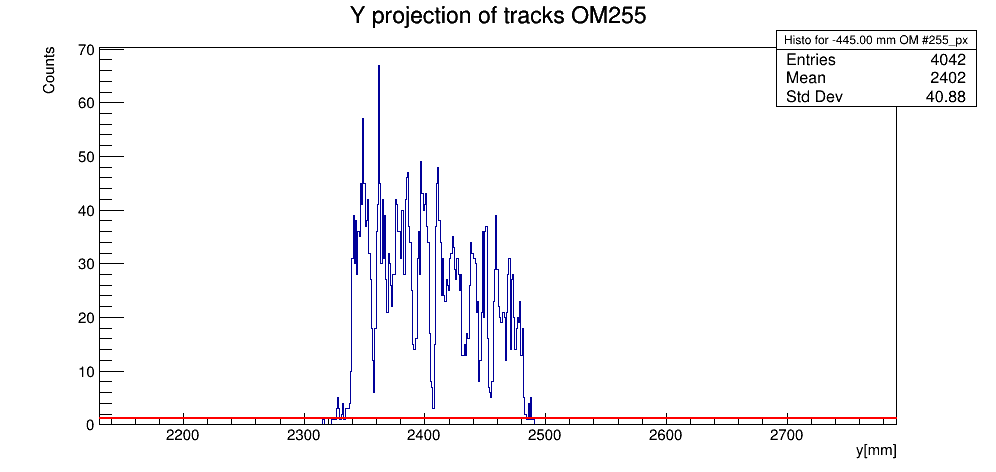 Y projection of tracks OM255
Histo for -445.00 mm OM #255_px
Entries 4042
Mean 2402
Std Dev 40.88
Counts
70
60
50
40
30
20
10
0
2200 2300 2400 2500 2600 2700
y[mm]